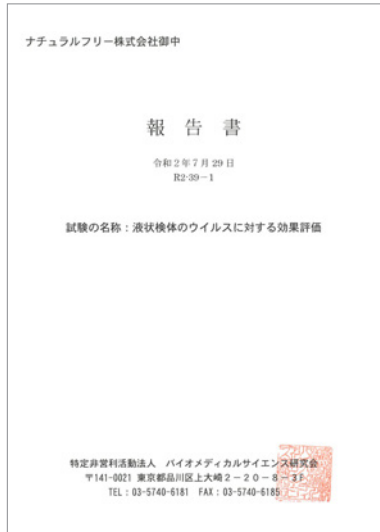 ナチュラルフリー株式会社御中
報 告 書
令和2年7月29日
R2-39-1
試験の名称：液状検体のウイルスに対する効果評価
特定非営利活動法人 バイオメディカルサイエンス研究会
〒141-0021 東京都品川区上大崎2-20-8-3F
TEL：03-5740-6181 FAX：03-5740-6185